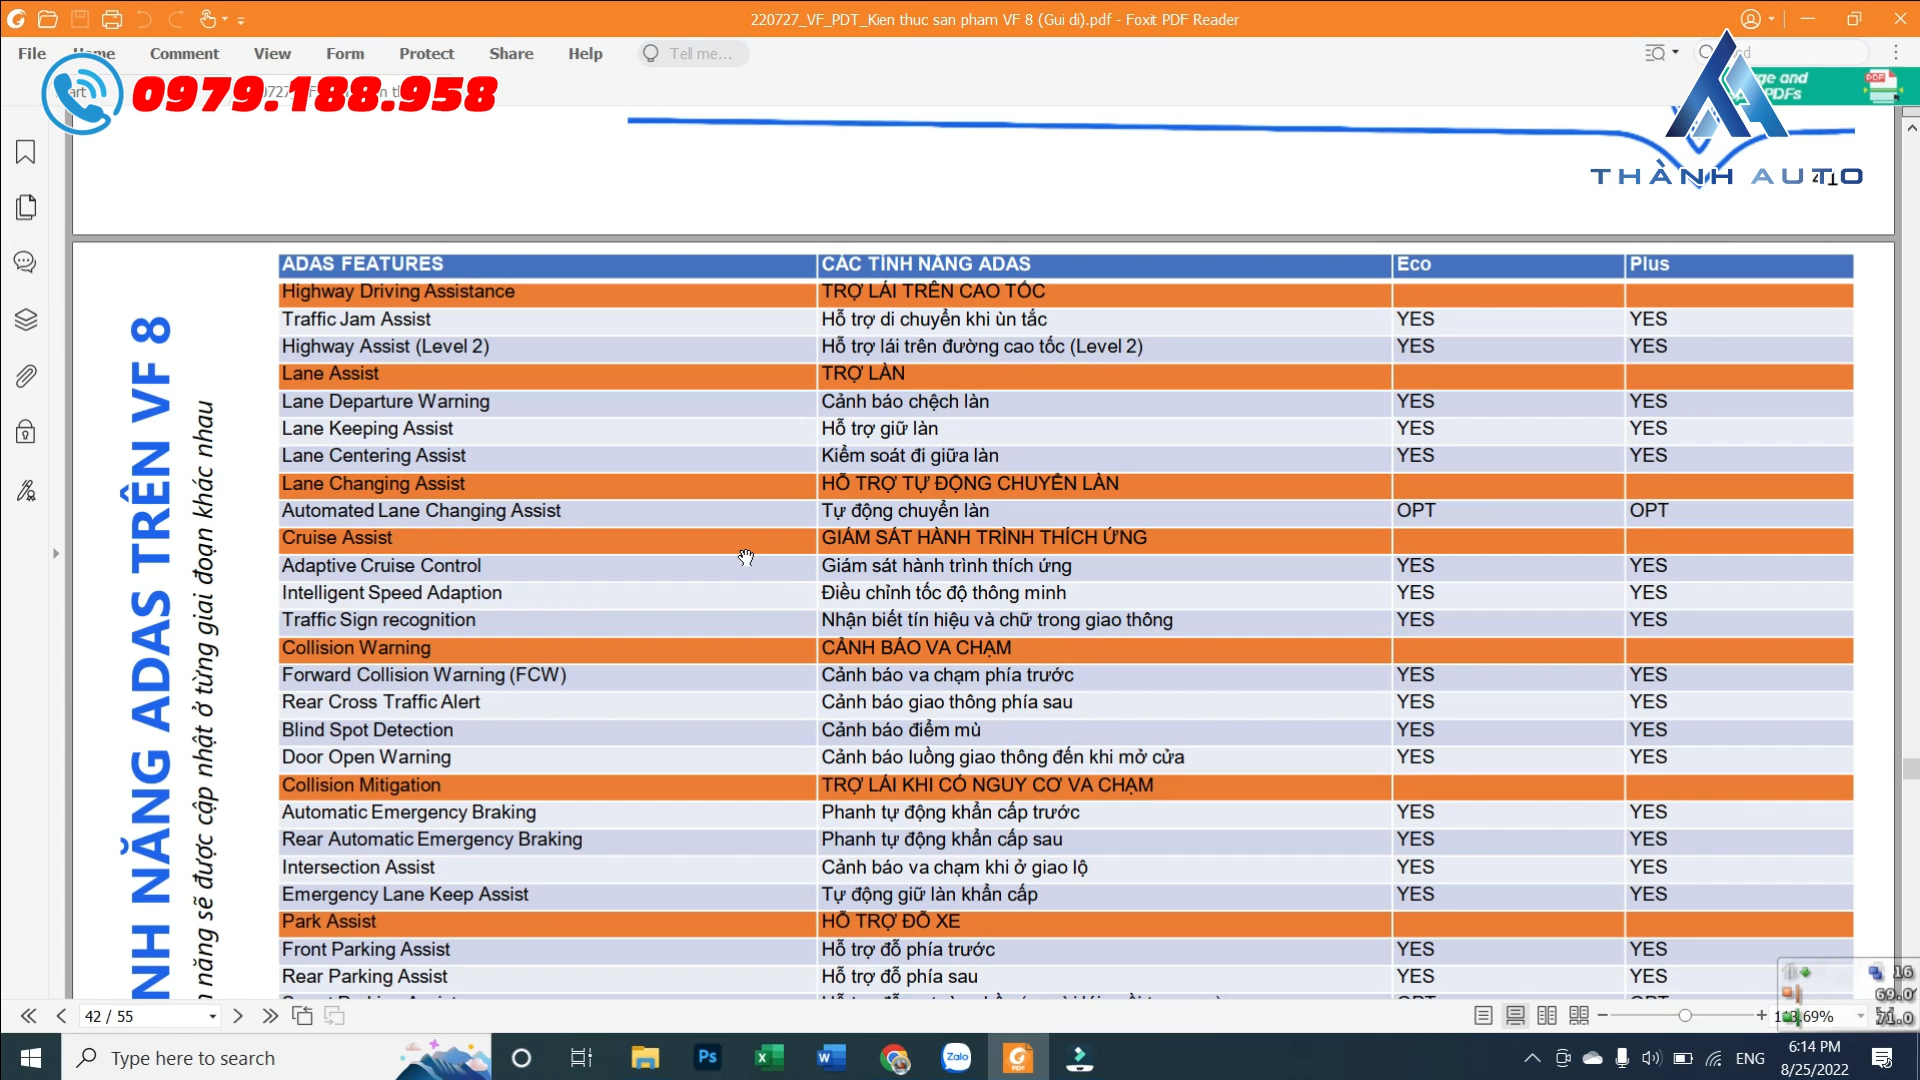 220727_VF_PDT_Kien thuc san pham VF 8 (Gui di).pdf - Foxit PDF Reader
File Home Comment View Form Protect Share Help Tell me...
0979.188.958
THÀNH AUTO
ADAS FEATURES CÁC TÍNH NĂNG ADAS Eco Plus
Highway Driving Assistance TRỢ LÁI TRÊN CAO TỐC
Traffic Jam Assist Hỗ trợ di chuyển khi ùn tắc YES YES
Highway Assist (Level 2) Hỗ trợ lái trên đường cao tốc (Level 2) YES YES
Lane Assist TRỢ LÀN
Lane Departure Warning Cảnh báo chệch làn YES YES
Lane Keeping Assist Hỗ trợ giữ làn YES YES
Lane Centering Assist Kiểm soát đi giữa làn YES YES
Lane Changing Assist HỖ TRỢ TỰ ĐỘNG CHUYỂN LÀN
Automated Lane Changing Assist Tự động chuyển làn OPT OPT
Cruise Assist GIÁM SÁT HÀNH TRÌNH THÍCH ỨNG
Adaptive Cruise Control Giám sát hành trình thích ứng YES YES
Intelligent Speed Adaption Điều chỉnh tốc độ thông minh YES YES
Traffic Sign recognition Nhận biết tín hiệu và chữ trong giao thông YES YES
Collision Warning CẢNH BÁO VA CHẠM
Forward Collision Warning (FCW) Cảnh báo va chạm phía trước YES YES
Rear Cross Traffic Alert Cảnh báo giao thông phía sau YES YES
Blind Spot Detection Cảnh báo điểm mù YES YES
Door Open Warning Cảnh báo luồng giao thông đến khi mở cửa YES YES
Collision Mitigation TRỢ LÁI KHI CÓ NGUY CƠ VA CHẠM
Automatic Emergency Braking Phanh tự động khẩn cấp trước YES YES
Rear Automatic Emergency Braking Phanh tự động khẩn cấp sau YES YES
Intersection Assist Cảnh báo va chạm khi ở giao lộ YES YES
Emergency Lane Keep Assist Tự động giữ làn khẩn cấp YES YES
Park Assist HỖ TRỢ ĐỖ XE
Front Parking Assist Hỗ trợ đỗ phía trước YES YES
Rear Parking Assist Hỗ trợ đỗ phía sau YES YES
NH NĂNG ADAS TRÊN VF 8
năng sẽ được cập nhật ở từng giai đoạn khác nhau
42 / 55
16
69.0
71.0
Type here to search
ENG
6:14 PM
8/25/2022